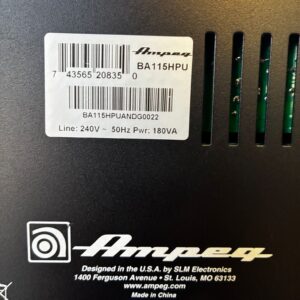 Ampeg
7 43565 20835 0
BA115HPU
BA115HPUANDG0022
Line: 240V ~ 50Hz Pwr: 180VA
Ampeg
Designed in the U.S.A. by SLM Electronics
1400 Ferguson Avenue • St. Louis, MO 63133
www.ampeg.com
Made in China